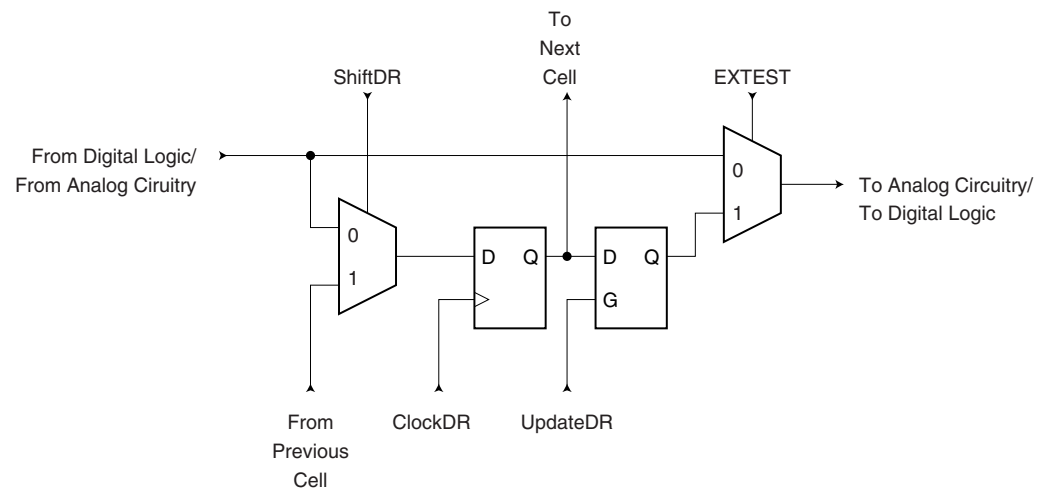 To
Next
Cell
ShiftDR
EXTEST
From Digital Logic/
From Analog Ciruitry
0
1
D Q
D Q
G
0
1
To Analog Circuitry/
To Digital Logic
From
Previous
Cell
ClockDR
UpdateDR